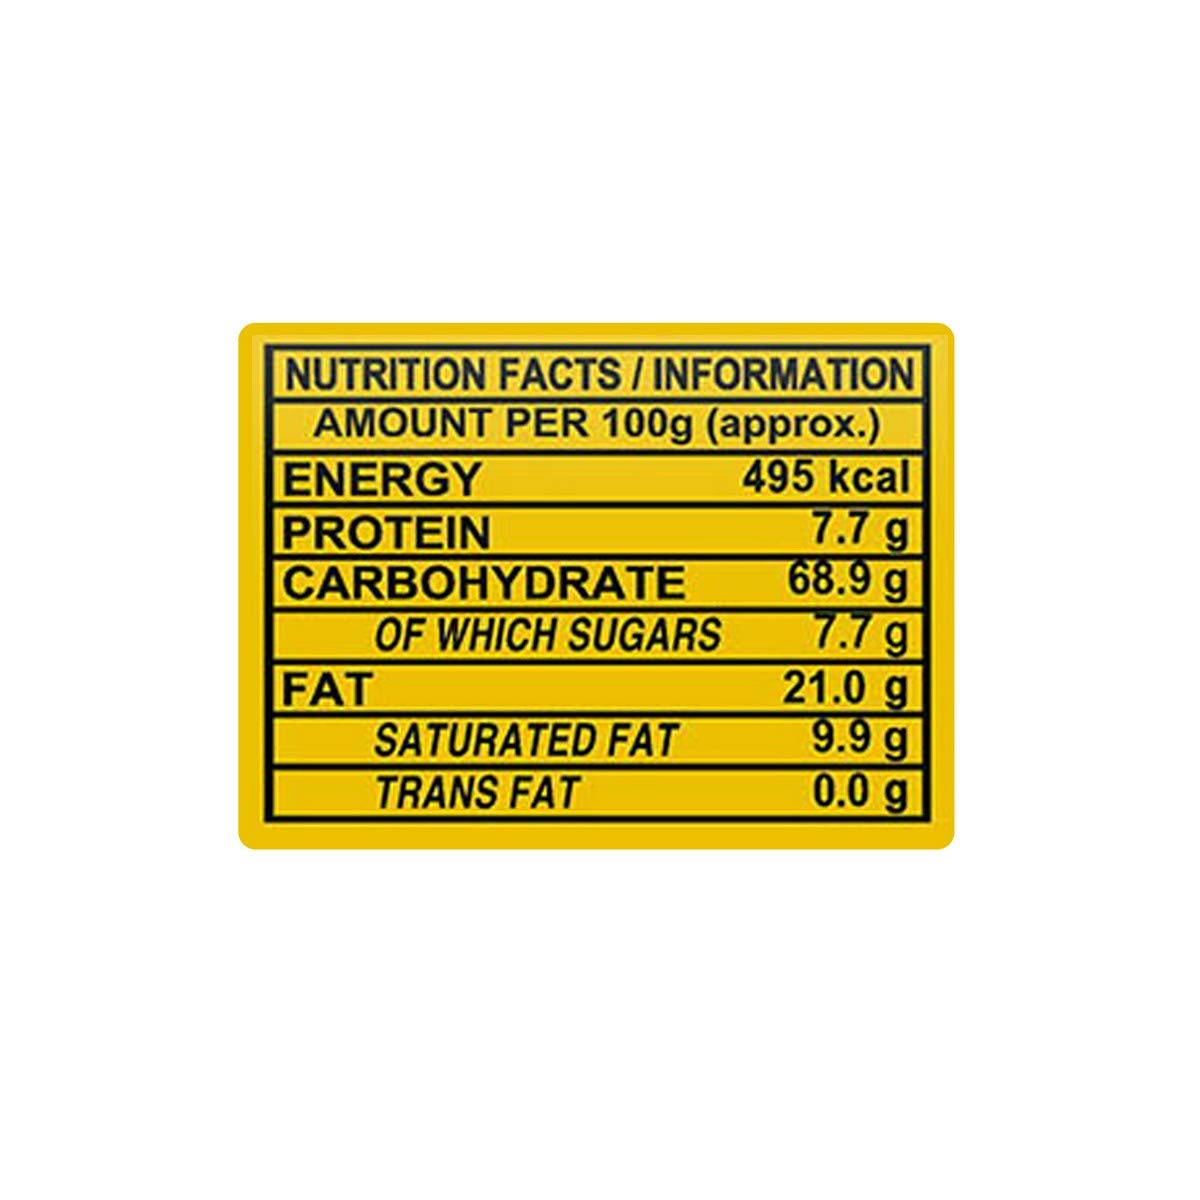 NUTRITION FACTS / INFORMATION
AMOUNT PER 100g (approx.)
ENERGY 495 kcal
PROTEIN 7.7 g
CARBOHYDRATE 68.9 g
OF WHICH SUGARS 7.7 g
FAT 21.0 g
SATURATED FAT 9.9 g
TRANS FAT 0.0 g